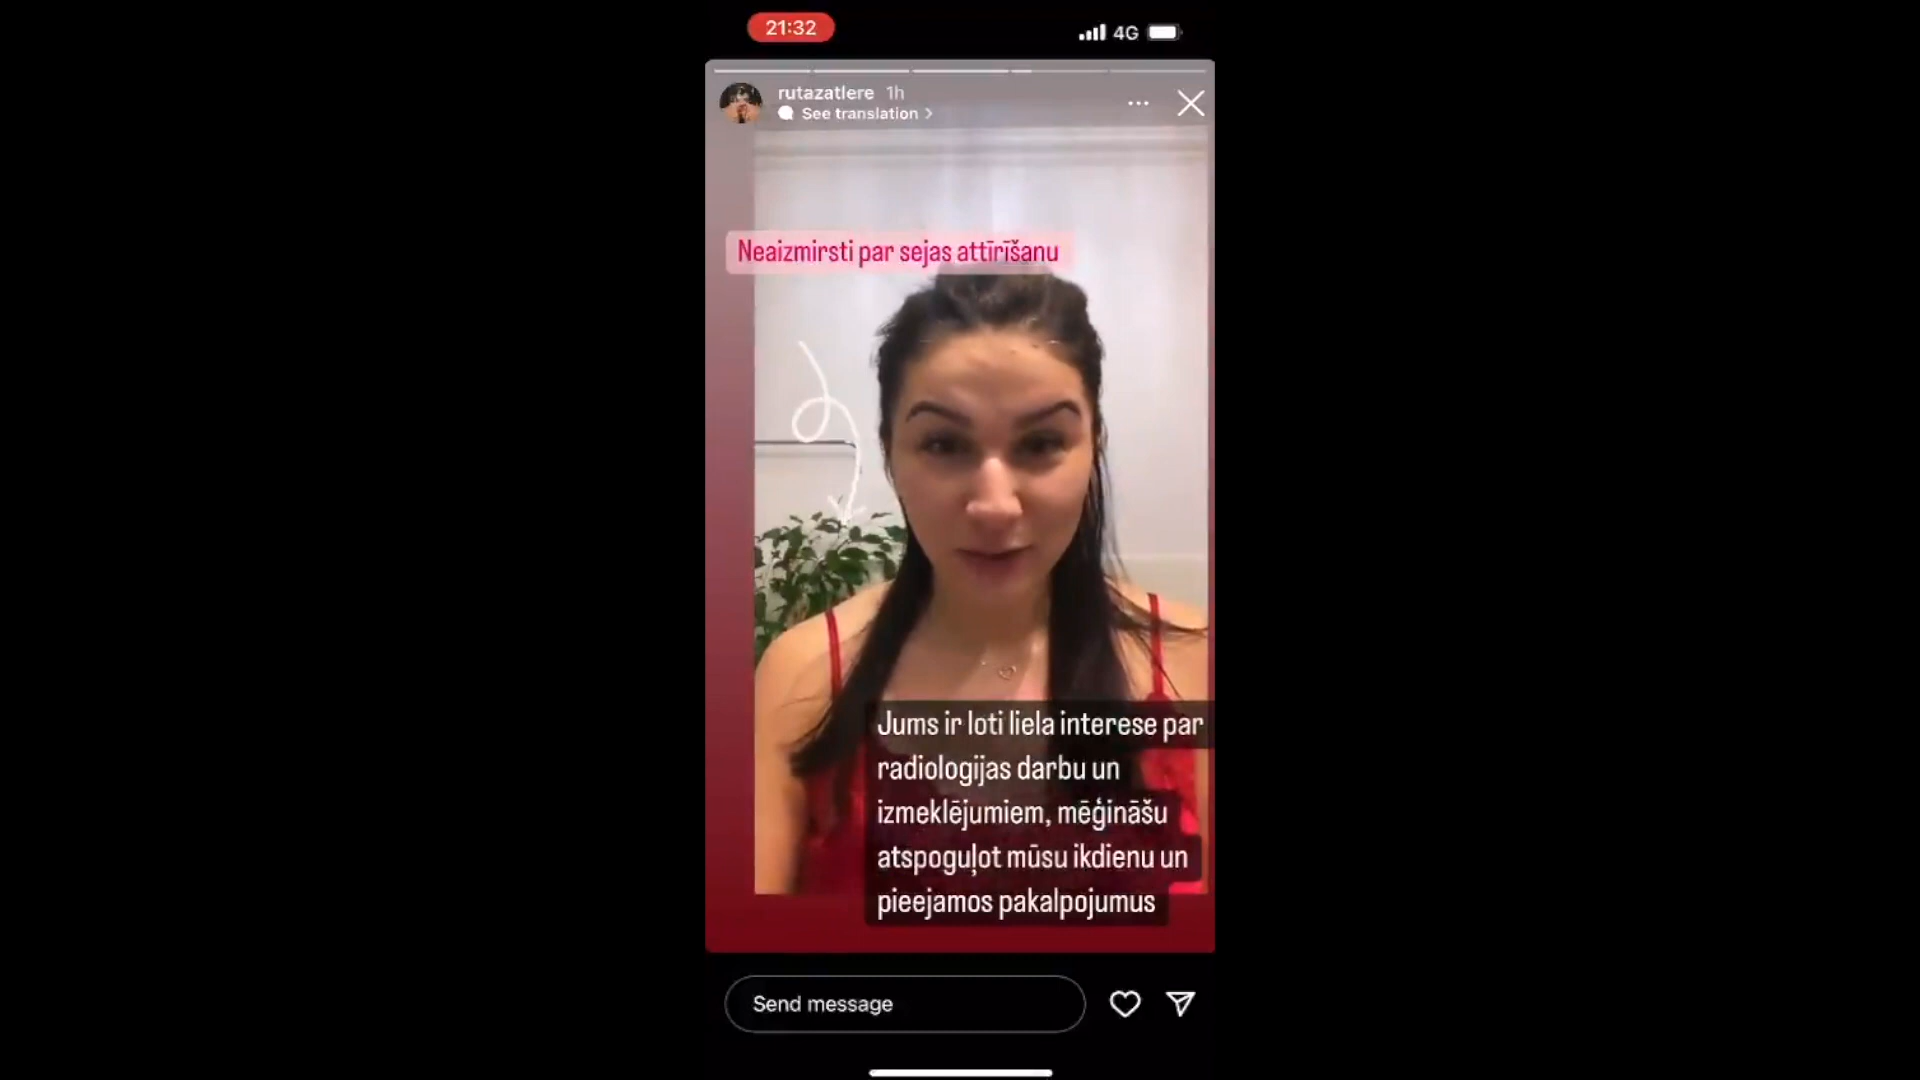 21:32
4G
rutazatlere 1h
See translation
Neaizmirsti par sejas attīrīšanu
Jums ir loti liela interese par
radiologijas darbu un
izmeklējumiem, mēģināšu
atspoguļot mūsu ikdienu un
pieejamos pakalpojumus
Send message